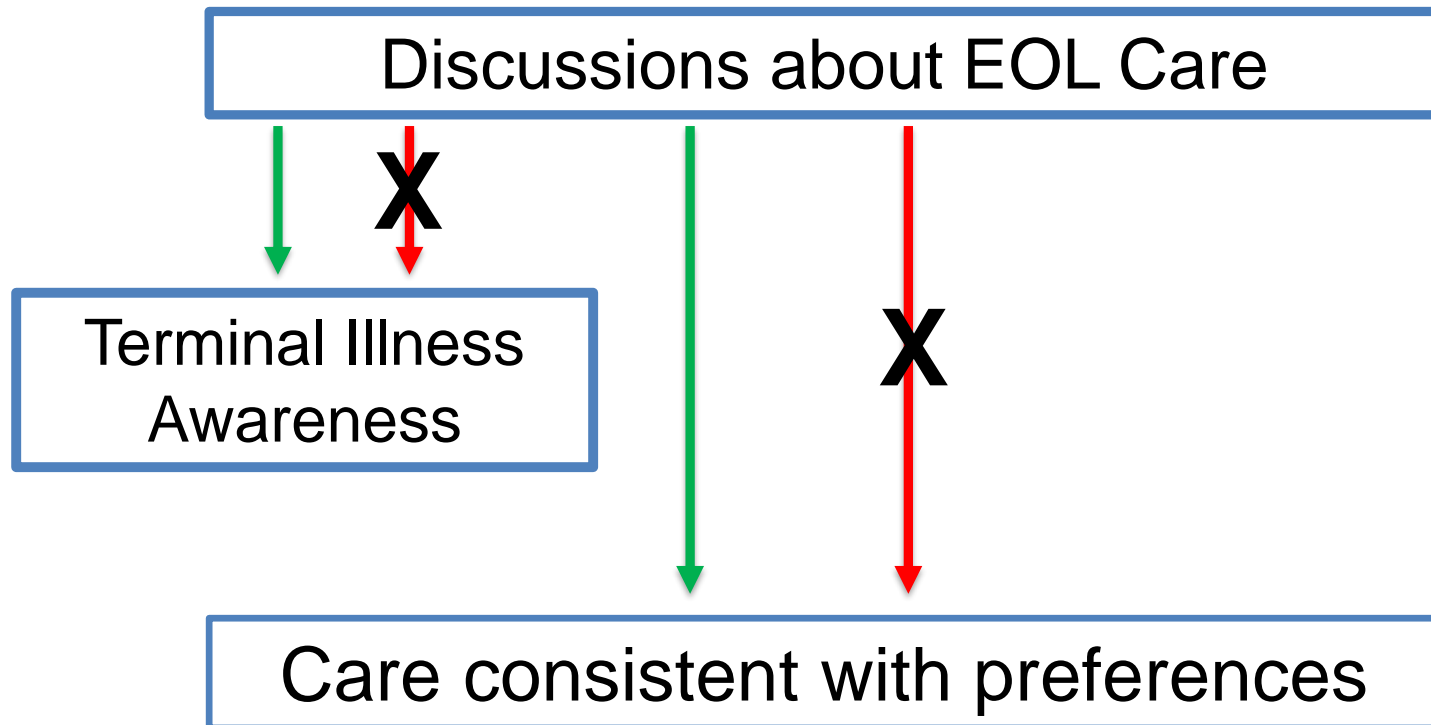 Discussions about EOL Care
X
Terminal Illness
Awareness
X
Care consistent with preferences